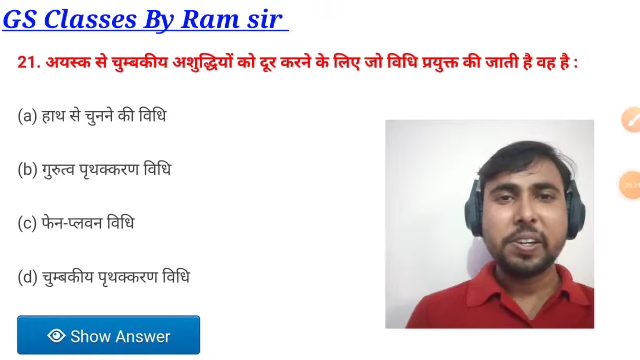 GS Classes By Ram sir
21. अयस्क से चुम्बकीय अशुद्धियों को दूर करने के लिए जो विधि प्रयुक्त की जाती है वह है :
(a) हाथ से चुनने की विधि
(b) गुरुत्व पृथक्करण विधि
(c) फेन-प्लवन विधि
(d) चुम्बकीय पृथक्करण विधि
Show Answer